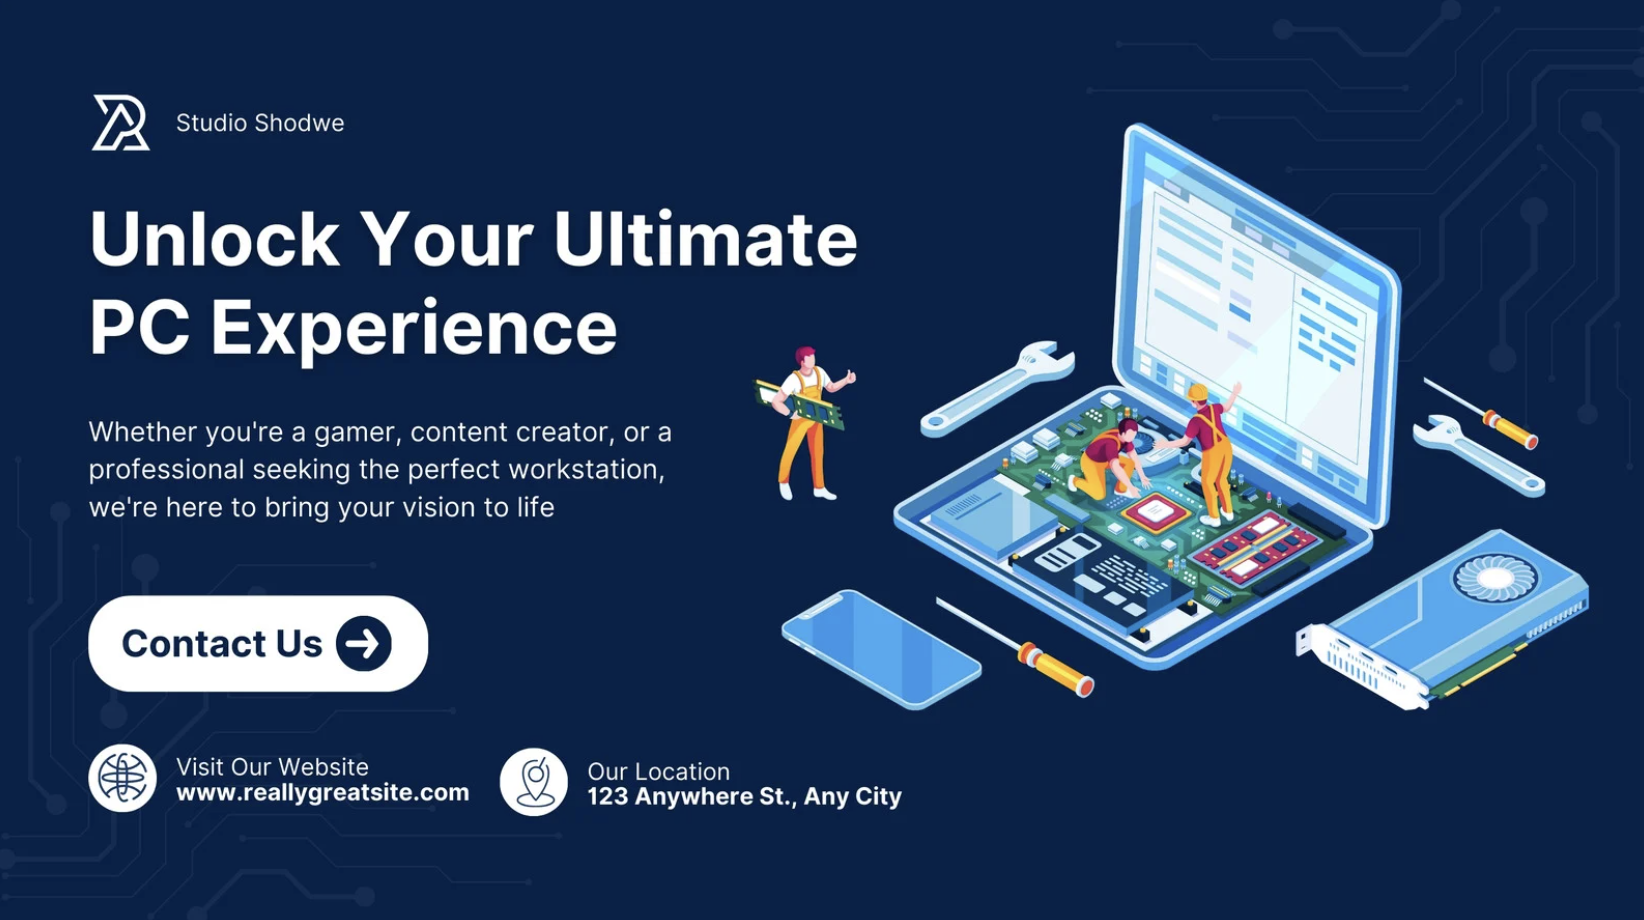 Studio Shodwe
Unlock Your Ultimate
PC Experience
Whether you're a gamer, content creator, or a
professional seeking the perfect workstation,
we're here to bring your vision to life
Contact Us
Visit Our Website
www.reallygreatsite.com
Our Location
123 Anywhere St., Any City